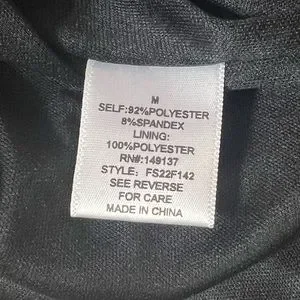 M
SELF:92%POLYESTER
8%SPANDEX
LINING:
100%POLYESTER
RN#:149137
STYLE: FS22F142
SEE REVERSE
FOR CARE
MADE IN CHINA